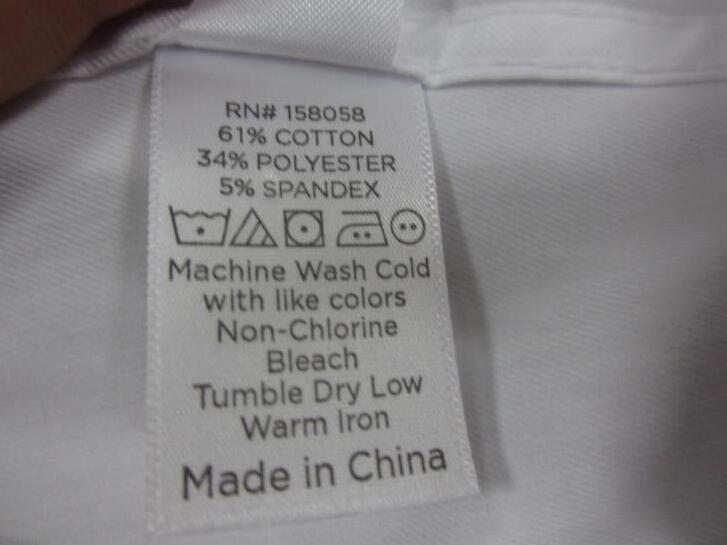 RN# 158058
61% COTTON
34% POLYESTER
5% SPANDEX
Machine Wash Cold
with like colors
Non-Chlorine
Bleach
Tumble Dry Low
Warm Iron
Made in China